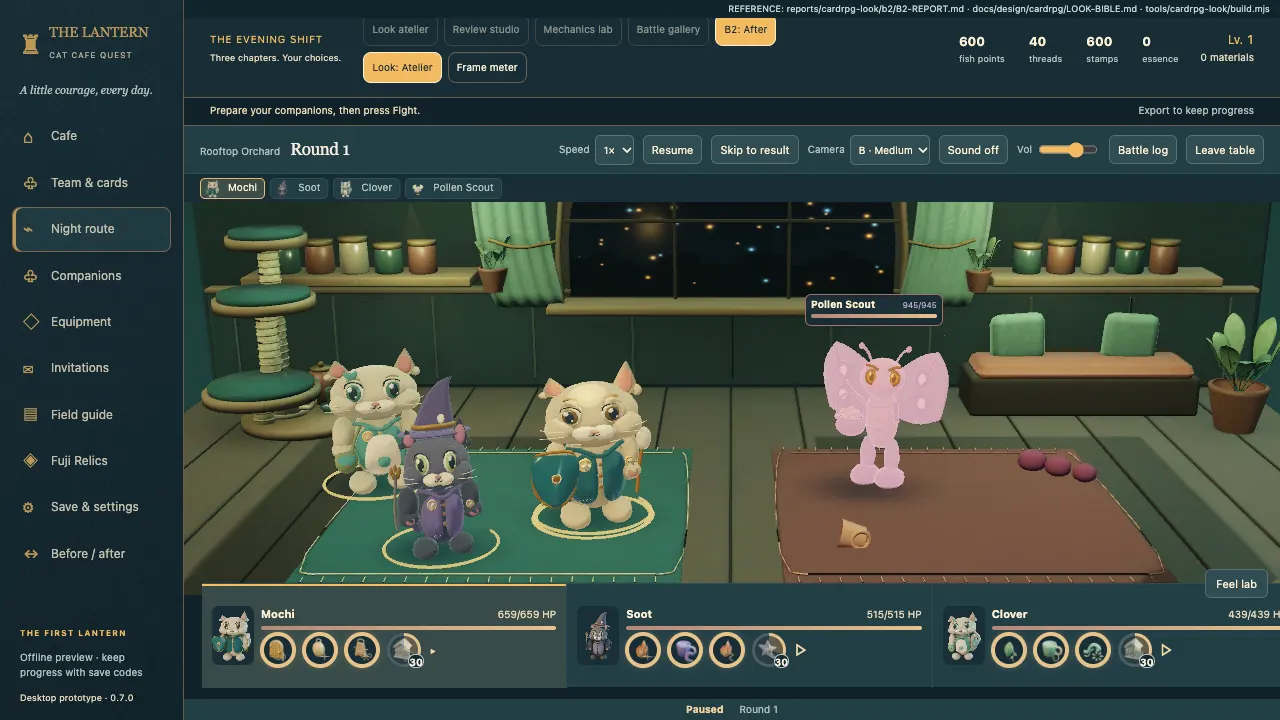 REFERENCE: reports/cardrpg-look/b2/B2-REPORT.md · docs/design/cardrpg/LOOK-BIBLE.md · tools/cardrpg-look/build.mjs
THE LANTERN
CAT CAFE QUEST
A little courage, every day.
Cafe
Team & cards
Night route
Companions
Equipment
Invitations
Field guide
Fuji Relics
Save & settings
Before / after
THE FIRST LANTERN
Offline preview · keep
progress with save codes
Desktop prototype · 0.7.0
THE EVENING SHIFT
Three chapters. Your choices.
Look atelier
Review studio
Mechanics lab
Battle gallery
B2: After
Look: Atelier
Frame meter
600
fish points
40
threads
600
stamps
0
essence
Lv. 1
0 materials
Prepare your companions, then press Fight.
Export to keep progress
Rooftop Orchard
Round 1
Speed
1x
Resume
Skip to result
Camera
B · Medium
Sound off
Vol
Battle log
Leave table
Mochi
Soot
Clover
Pollen Scout
Pollen Scout 945/945
Feel lab
Mochi
659/659 HP
30
Soot
515/515 HP
30
Clover
439/439 H
30
Paused
Round 1